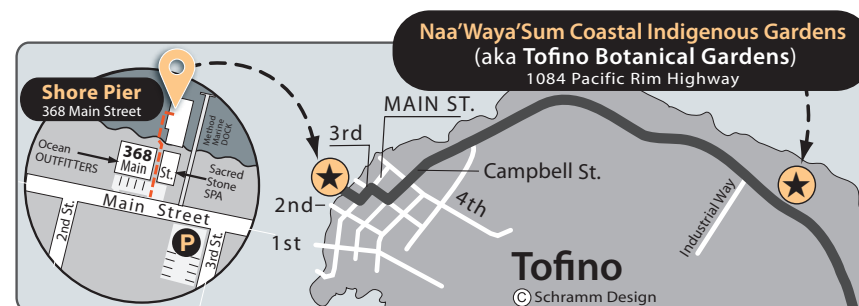 Naa’Waya’Sum Coastal Indigenous Gardens
(aka Tofino Botanical Gardens)
1084 Pacific Rim Highway
Shore Pier
368 Main Street
Method
Marine
DOCK
Ocean
OUTFITTERS
368
Main
St.
Sacred
Stone
SPA
Main Street
2nd St.
3rd St.
P
MAIN ST.
3rd
Campbell St.
2nd
4th
1st
Industrial Way
Tofino
© Schramm Design